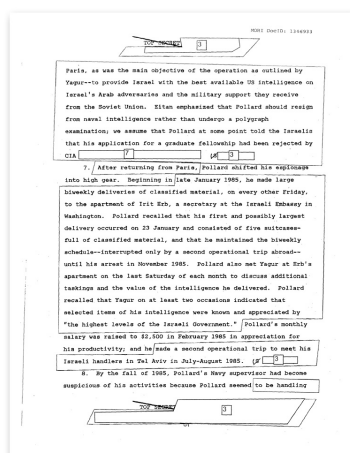 MORI DocID: 1346933
TOP SECRET 3
Paris, as was the main objective of the operation as outlined by
Yagur--to provide Israel with the best available US intelligence on
Israel's Arab adversaries and the military support they receive
from the Soviet Union. Eitan emphasized that Pollard should resign
from naval intelligence rather than undergo a polygraph
examination; we assume that Pollard at some point told the Israelis
that his application for a graduate fellowship had been rejected by
CIA 7 3
7. After returning from Paris, Pollard shifted his espionage
into high gear. Beginning in late January 1985, he made large
biweekly deliveries of classified material, on every other Friday,
to the apartment of Irit Erb, a secretary at the Israeli Embassy in
Washington. Pollard recalled that his first and possibly largest
delivery occurred on 23 January and consisted of five suitcases-
full of classified material, and that he maintained the biweekly
schedule--interrupted only by a second operational trip abroad--
until his arrest in November 1985. Pollard also met Yagur at Erb's
apartment on the last Saturday of each month to discuss additional
taskings and the value of the intelligence he delivered. Pollard
recalled that Yagur on at least two occasions indicated that
selected items of his intelligence were known and appreciated by
"the highest levels of the Israeli Government." Pollard's monthly
salary was raised to $2,500 in February 1985 in appreciation for
his productivity; and he made a second operational trip to meet his
Israeli handlers in Tel Aviv in July-August 1985. 3
8. By the fall of 1985, Pollard's Navy supervisor had become
suspicious of his activities because Pollard seemed to be handling
TOP SECRET 3